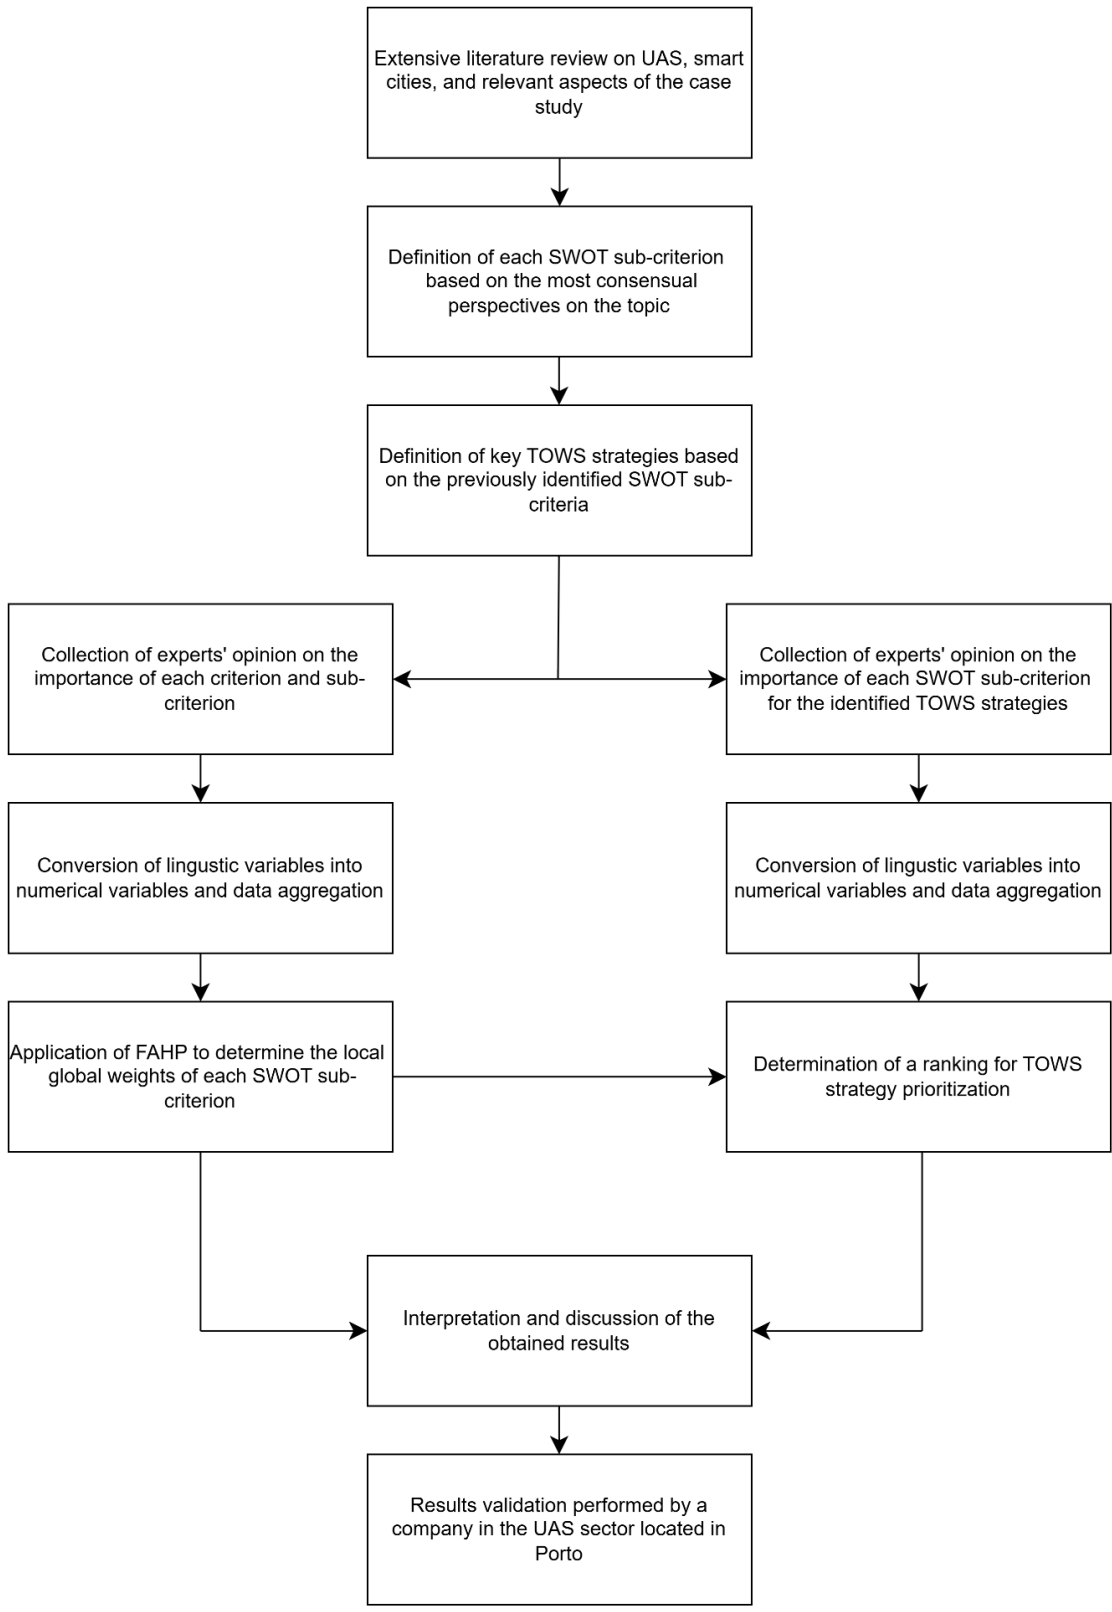 Extensive literature review on UAS, smart
cities, and relevant aspects of the case
study
Definition of each SWOT sub-criterion
based on the most consensual
perspectives on the topic
Definition of key TOWS strategies based
on the previously identified SWOT sub-
criteria
Collection of experts' opinion on the
importance of each criterion and sub-
criterion
Collection of experts' opinion on the
importance of each SWOT sub-criterion
for the identified TOWS strategies
Conversion of lingustic variables into
numerical variables and data aggregation
Conversion of lingustic variables into
numerical variables and data aggregation
Application of FAHP to determine the local
global weights of each SWOT sub-
criterion
Determination of a ranking for TOWS
strategy prioritization
Interpretation and discussion of the
obtained results
Results validation performed by a
company in the UAS sector located in
Porto